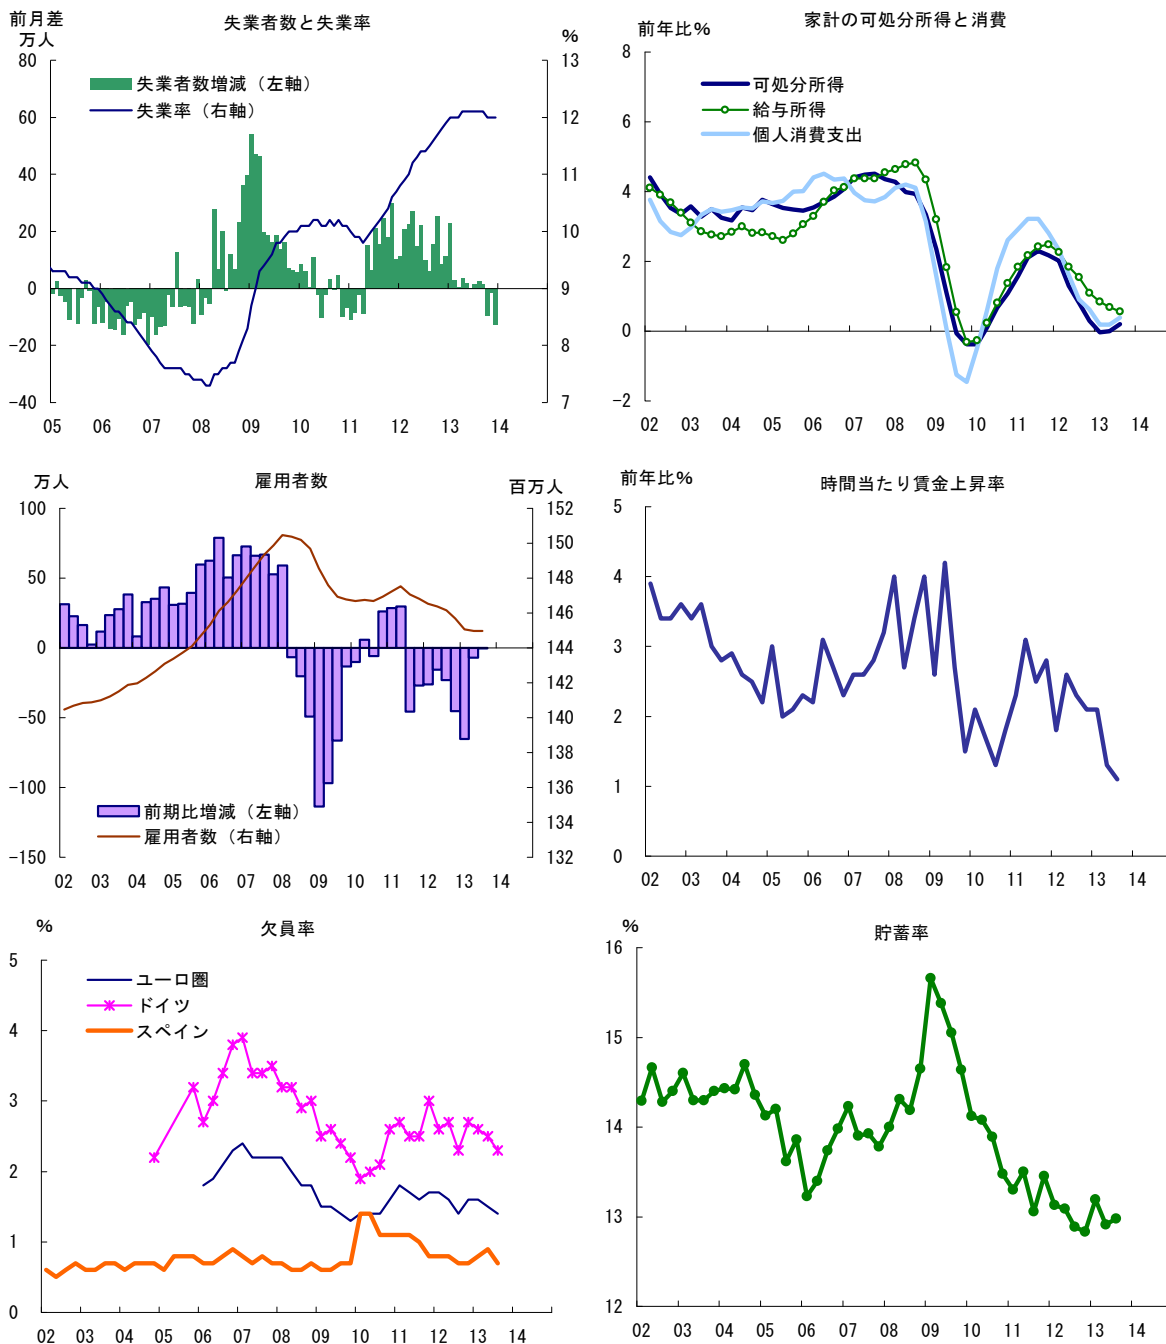 失業者数と失業率
前月差
万人
%
80
60
40
20
0
-20
-40
13
12
11
10
9
8
7
失業者数増減（左軸）
失業率（右軸）
05 06 07 08 09 10 11 12 13 14
家計の可処分所得と消費
前年比%
8
6
4
2
0
-2
可処分所得
給与所得
個人消費支出
02 03 04 05 06 07 08 09 10 11 12 13 14
雇用者数
万人
百万人
100
50
0
-50
-100
-150
152
150
148
146
144
142
140
138
136
134
132
前期比増減（左軸）
雇用者数（右軸）
02 03 04 05 06 07 08 09 10 11 12 13 14
時間当たり賃金上昇率
前年比%
5
4
3
2
1
0
02 03 04 05 06 07 08 09 10 11 12 13 14
欠員率
%
5
4
3
2
1
0
ユーロ圏
ドイツ
スペイン
02 03 04 05 06 07 08 09 10 11 12 13 14
貯蓄率
%
16
15
14
13
12
02 03 04 05 06 07 08 09 10 11 12 13 14